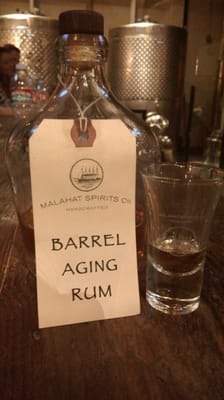 MALAHAT SPIRITS Co
HANDCRAFTED
BARREL
AGING
RUM